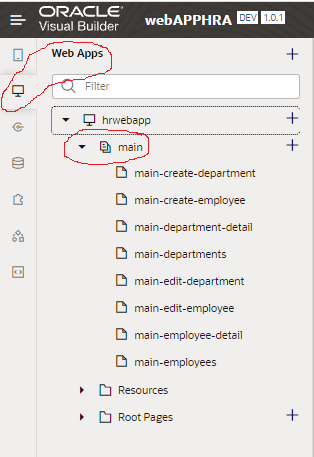 ORACLE
Visual Builder
webAPPHRA DEV 1.0.1
Web Apps
Filter
hrwebapp
main
main-create-department
main-create-employee
main-department-detail
main-departments
main-edit-department
main-edit-employee
main-employee-detail
main-employees
Resources
Root Pages